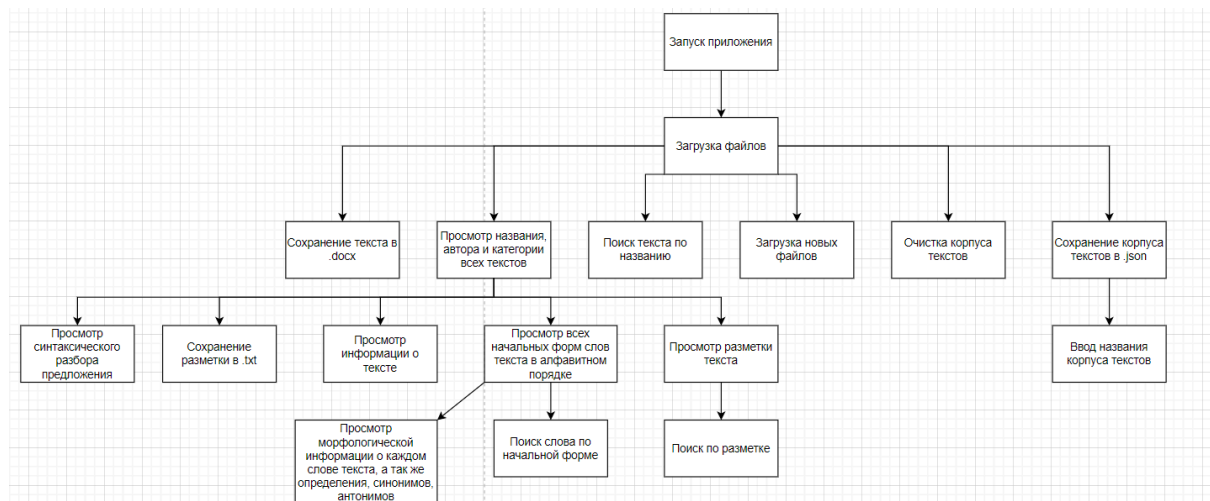 Запуск приложения
Загрузка файлов
Сохранение текста в
.docx
Просмотр названия,
автора и категории
всех текстов
Поиск текста по
названию
Загрузка новых
файлов
Очистка корпуса
текстов
Сохранение корпуса
текстов в .json
Просмотр
синтаксического
разбора
предложения
Сохранение
разметки в .txt
Просмотр
информации о
тексте
Просмотр всех
начальных форм слов
текста в алфавитном
порядке
Просмотр разметки
текста
Ввод названия
корпуса текстов
Просмотр
морфологической
информации о каждом
слове текста, а так же
определения, синонимов,
антонимов
Поиск слова по
начальной форме
Поиск по разметке